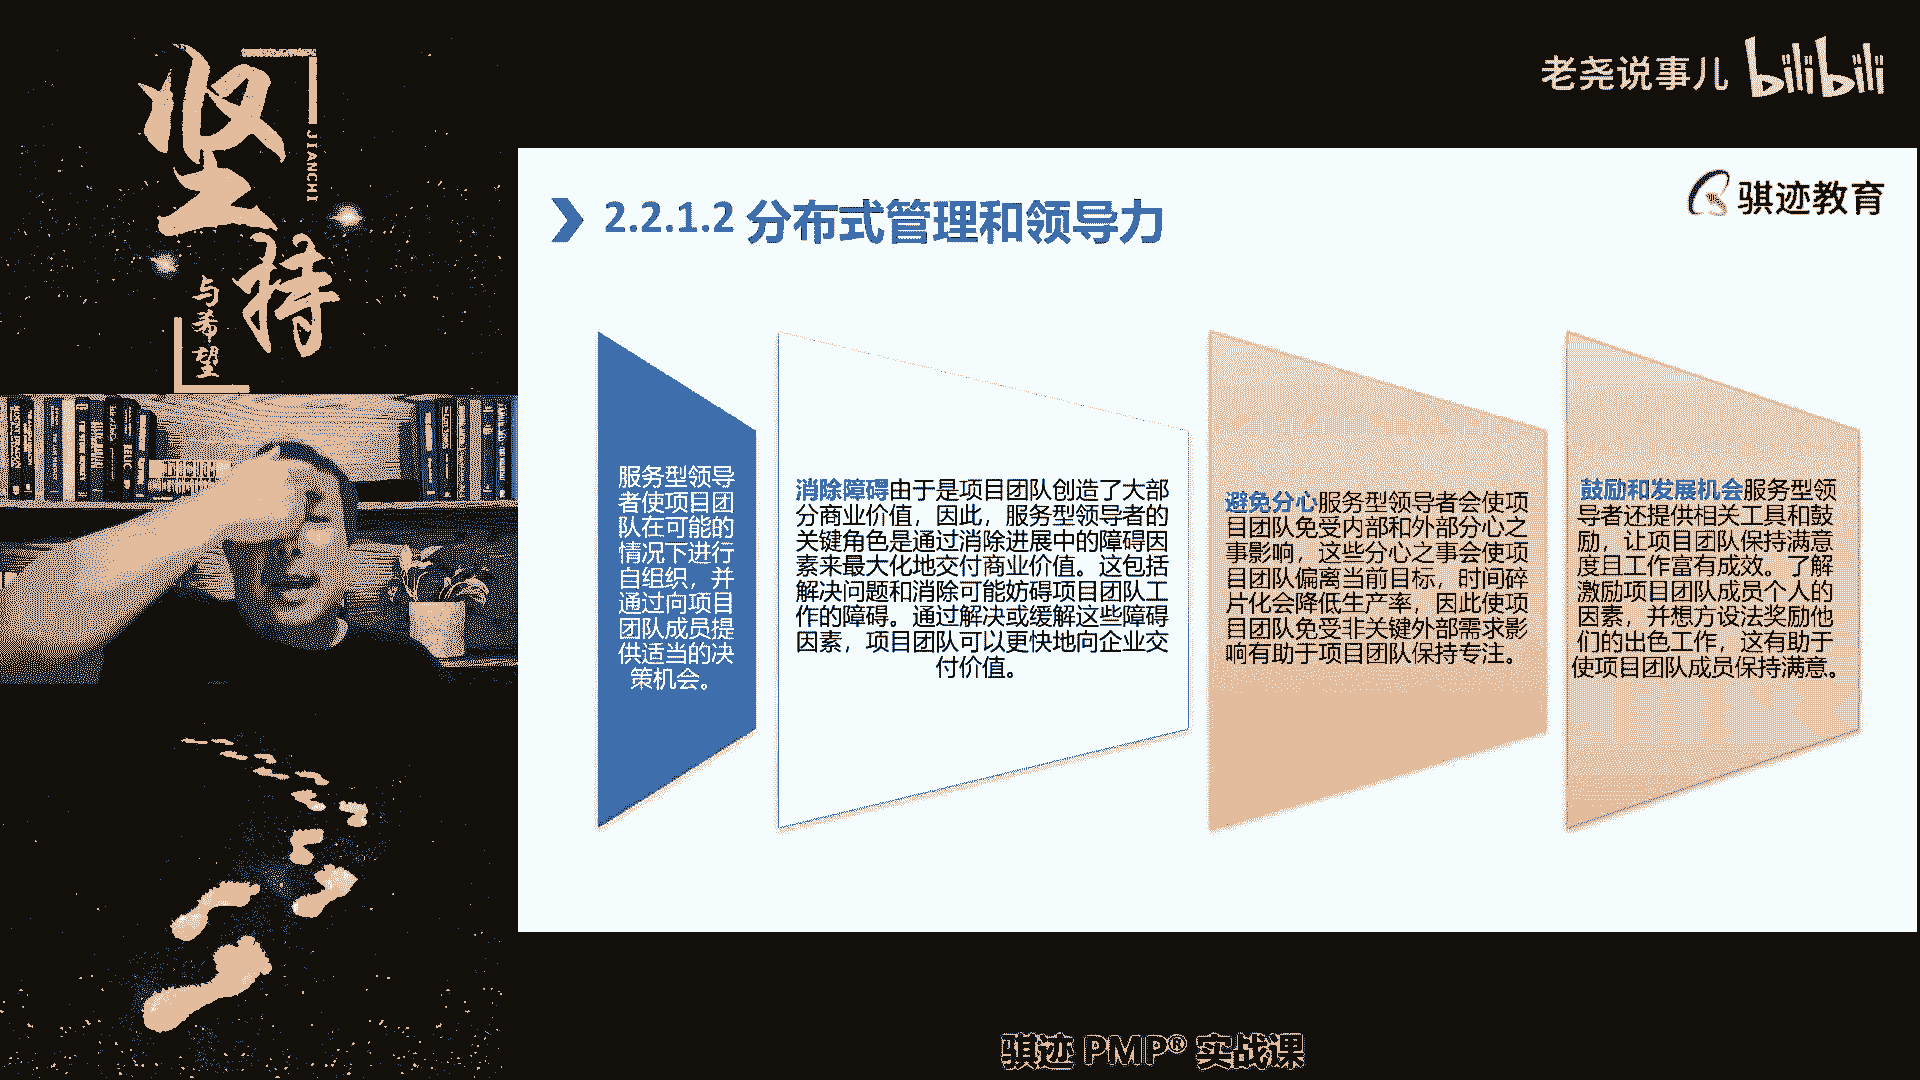 坚持
JIANCHI
与希望
老尧说事儿 bilibili
骐迹教育
2.2.1.2 分布式管理和领导力
服务型领导
者使项目团
队在可能的
情况下进行
自组织，并
通过向项目
团队成员提
供适当的决
策机会。
消除障碍由于是项目团队创造了大部
分商业价值，因此，服务型领导者的
关键角色是通过消除进展中的障碍因
素来最大化地交付商业价值。这包括
解决问题和消除可能妨碍项目团队工
作的障碍。通过解决或缓解这些障碍
因素，项目团队可以更快地向企业交
付价值。
避免分心服务型领导者会使项
目团队免受内部和外部分心之
事影响，这些分心之事会使项
目团队偏离当前目标，时间碎
片化会降低生产率，因此使项
目团队免受非关键外部需求影
响有助于项目团队保持专注。
鼓励和发展机会服务型领
导者还提供相关工具和鼓
励，让项目团队保持满意
度且工作富有成效。了解
激励项目团队成员个人的
因素，并想方设法奖励他
们的出色工作，这有助于
使项目团队成员保持满意。
骐迹 PMP® 实战课